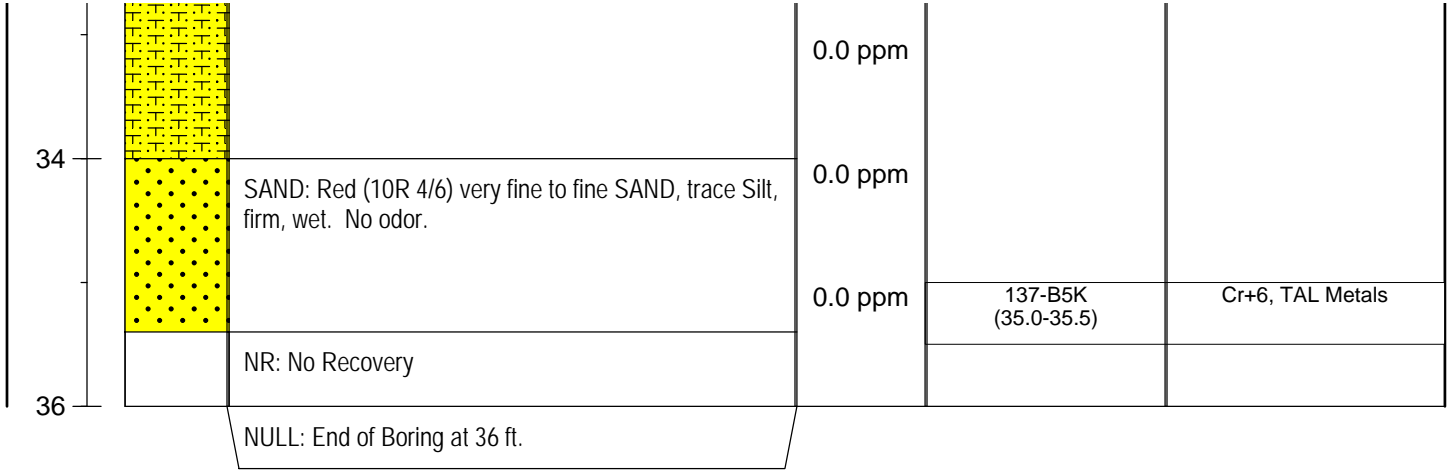 0.0 ppm
34
SAND: Red (10R 4/6) very fine to fine SAND, trace Silt,
firm, wet. No odor.
0.0 ppm
0.0 ppm
137-B5K
(35.0-35.5)
Cr+6, TAL Metals
NR: No Recovery
36
NULL: End of Boring at 36 ft.